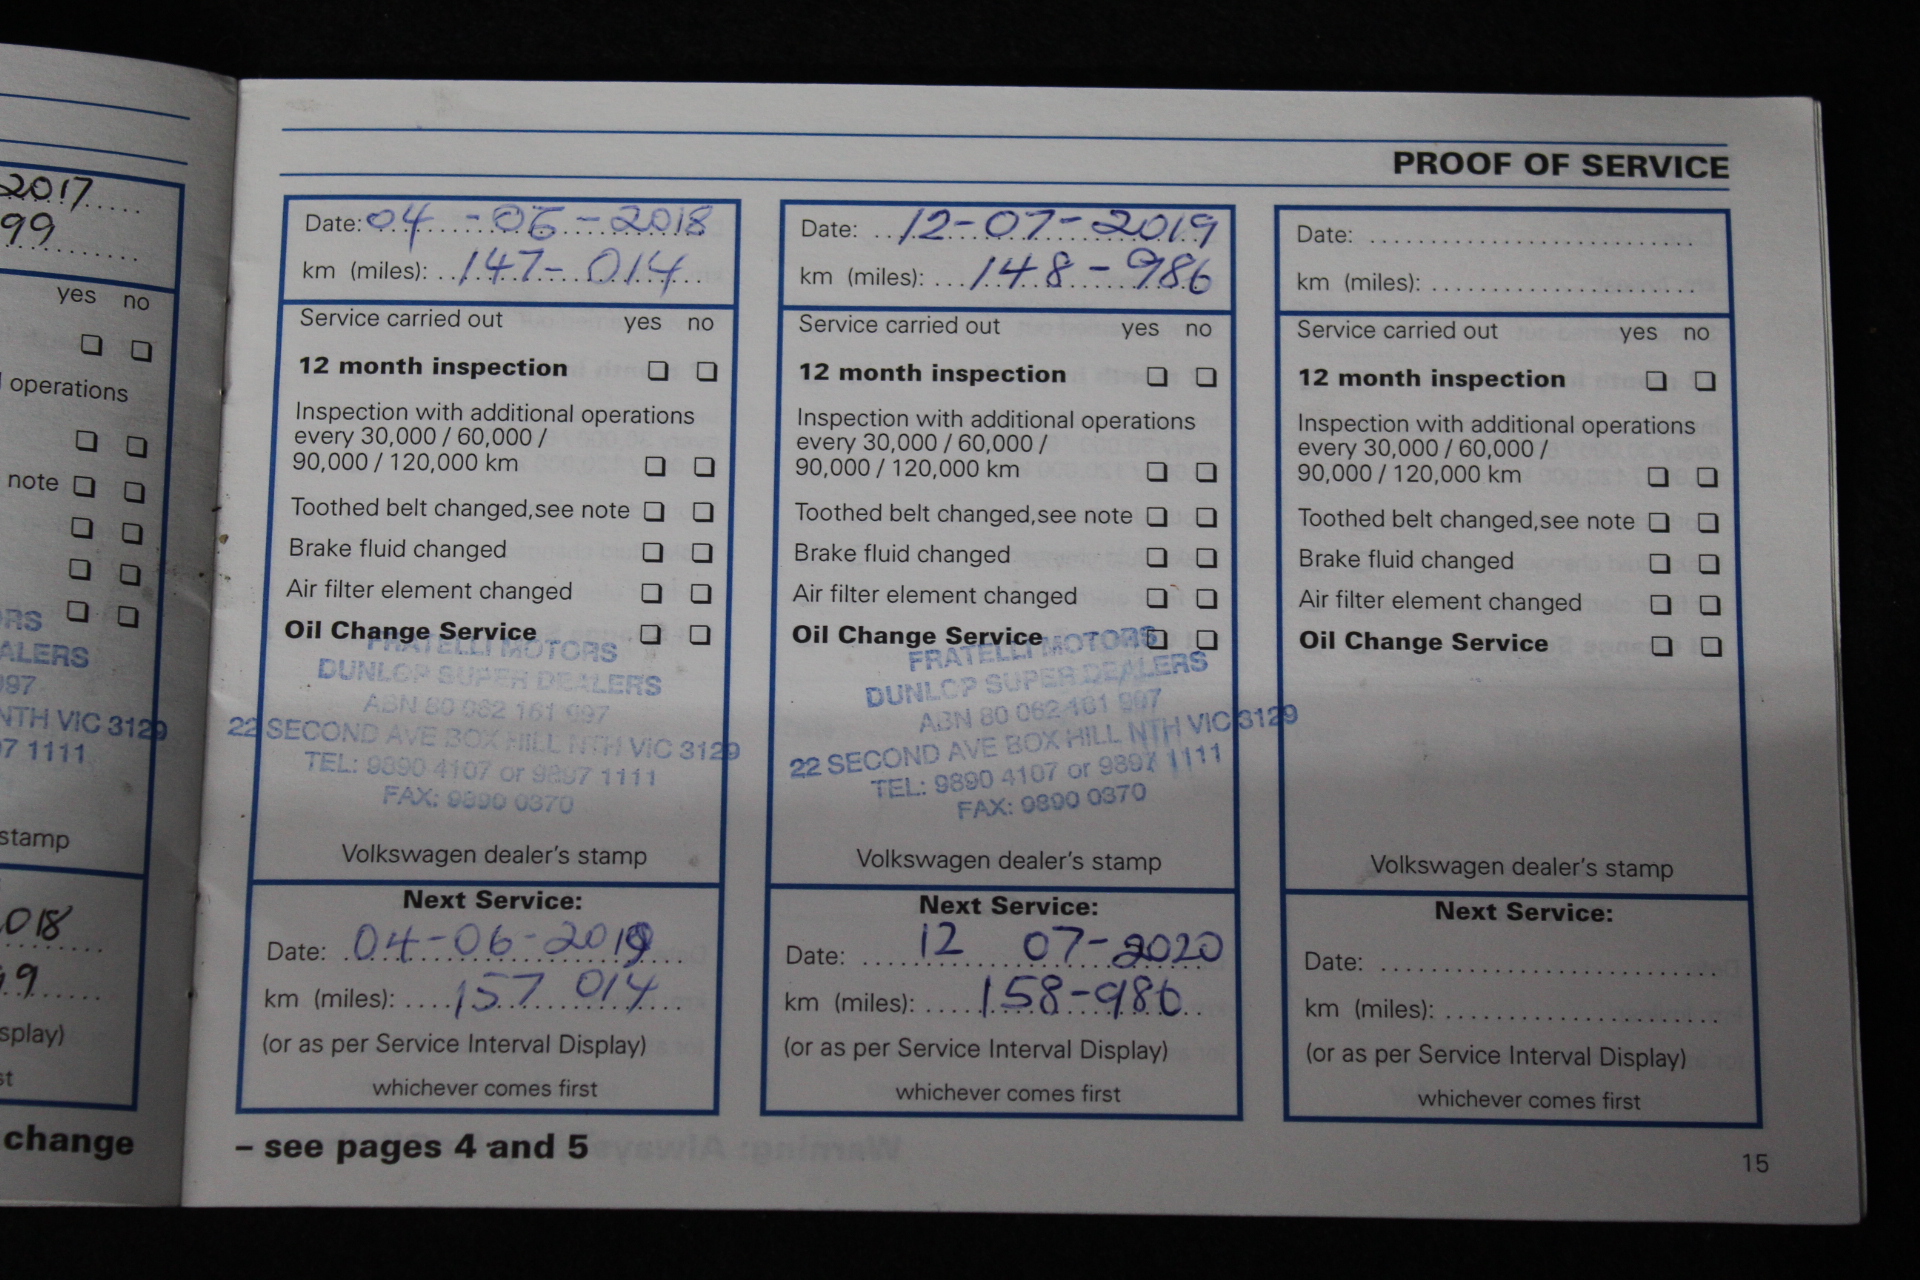 2017
99
yes no
operations
note
RS
ALERS
997
NTH VIC 3129
97 1111
stamp
018
99
splay)
st
change
PROOF OF SERVICE
Date: 04-06-2018
km (miles): 147-014
Service carried out yes no
12 month inspection
Inspection with additional operations
every 30,000 / 60,000 /
90,000 / 120,000 km
Toothed belt changed,see note
Brake fluid changed
Air filter element changed
Oil Change Service
FRATELLI MOTORS
DUNLOP SUPER DEALERS
ABN 80 062 161 997
22 SECOND AVE BOX HILL NTH VIC 3129
TEL: 9890 4107 or 9897 1111
FAX: 9890 0370
Volkswagen dealer's stamp
Next Service:
Date: 04-06-2019
km (miles): 157 014
(or as per Service Interval Display)
whichever comes first
Date: 12-07-2019
km (miles): 148-986
Service carried out yes no
12 month inspection
Inspection with additional operations
every 30,000 / 60,000 /
90,000 / 120,000 km
Toothed belt changed,see note
Brake fluid changed
Air filter element changed
Oil Change Service
FRATELLI MOTORS
DUNLOP SUPER DEALERS
ABN 80 062 161 997
22 SECOND AVE BOX HILL NTH VIC 3129
TEL: 9890 4107 or 9897 1111
FAX: 9890 0370
Volkswagen dealer's stamp
Next Service:
Date: 12 07-2020
km (miles): 158-986
(or as per Service Interval Display)
whichever comes first
Date:
km (miles):
Service carried out yes no
12 month inspection
Inspection with additional operations
every 30,000 / 60,000 /
90,000 / 120,000 km
Toothed belt changed,see note
Brake fluid changed
Air filter element changed
Oil Change Service
Volkswagen dealer's stamp
Next Service:
Date:
km (miles):
(or as per Service Interval Display)
whichever comes first
– see pages 4 and 5
15